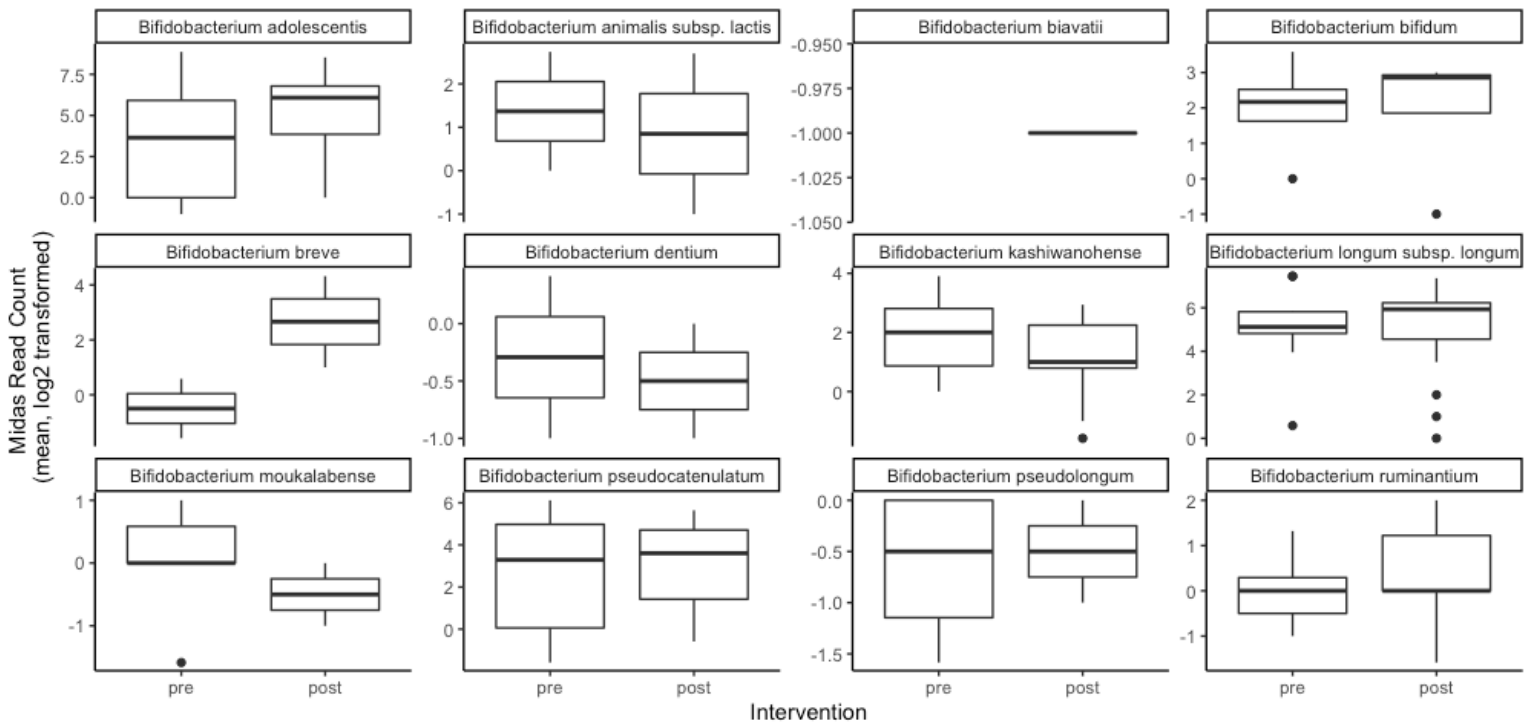 Bifidobacterium adolescentis
Bifidobacterium animalis subsp. lactis
Bifidobacterium biavatii
Bifidobacterium bifidum
7.5
5.0
2.5
0.0
2
1
0
-1
-0.950
-0.975
-1.000
-1.025
-1.050
3
2
1
0
-1
Bifidobacterium breve
Bifidobacterium dentium
Bifidobacterium kashiwanohense
Bifidobacterium longum subsp. longum
4
2
0
0.0
-0.5
-1.0
4
2
0
6
4
2
0
Bifidobacterium moukalabense
Bifidobacterium pseudocatenulatum
Bifidobacterium pseudolongum
Bifidobacterium ruminantium
1
0
-1
6
4
2
0
0.0
-0.5
-1.0
-1.5
2
1
0
-1
pre post
pre post
pre post
pre post
Midas Read Count
(mean, log2 transformed)
Intervention